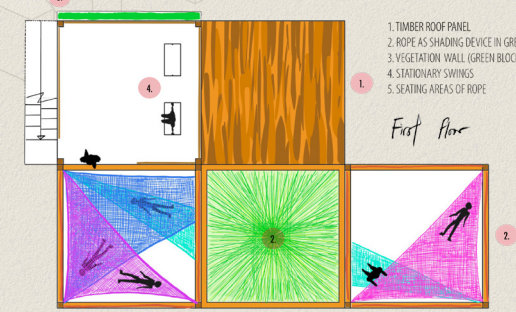 1. TIMBER ROOF PANEL
2. ROPE AS SHADING DEVICE IN GRE
3. VEGETATION WALL (GREEN BLOC
4. STATIONARY SWINGS
5. SEATING AREAS OF ROPE
First floor
4.
1.
2.
2.